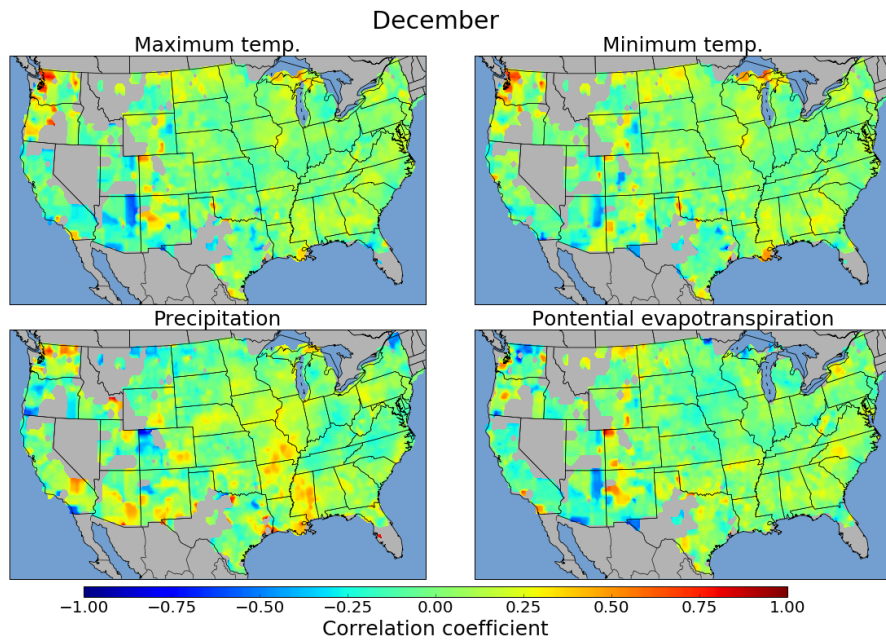 December
Maximum temp.
Minimum temp.
Precipitation
Pontential evapotranspiration
−1.00 −0.75 −0.50 −0.25 0.00 0.25 0.50 0.75 1.00
Correlation coefficient